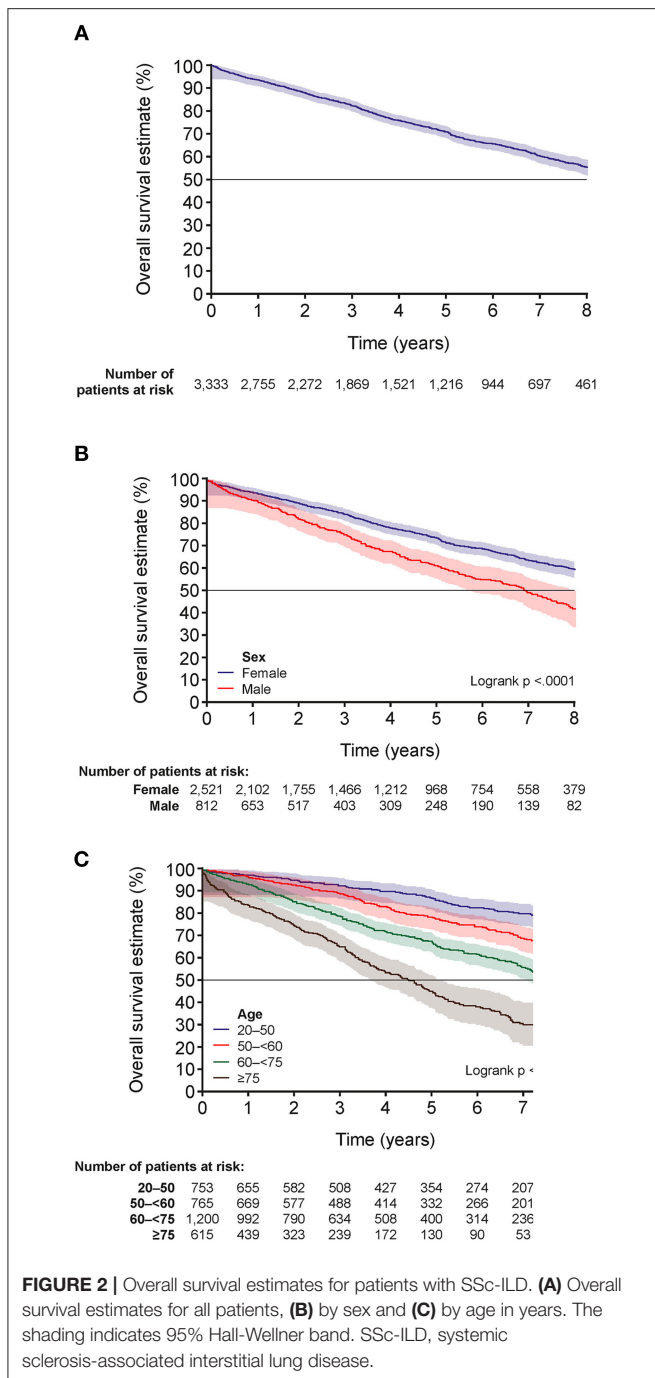 A
Overall survival estimate (%)
100
90
80
70
60
50
40
30
20
10
0
0 1 2 3 4 5 6 7 8
Time (years)
Number of
patients at risk 3,333 2,755 2,272 1,869 1,521 1,216 944 697 461
B
Overall survival estimate (%)
100
90
80
70
60
50
40
30
20
10
0
Sex
Female
Male
Logrank p <.0001
0 1 2 3 4 5 6 7 8
Time (years)
Number of patients at risk:
Female 2,521 2,102 1,755 1,466 1,212 968 754 558 379
Male 812 653 517 403 309 248 190 139 82
C
Overall survival estimate (%)
100
90
80
70
60
50
40
30
20
10
0
Age
20–50
50–<60
60–<75
≥75
Logrank p <
0 1 2 3 4 5 6 7
Time (years)
Number of patients at risk:
20–50 753 655 582 508 427 354 274 207
50–<60 765 669 577 488 414 332 266 201
60–<75 1,200 992 790 634 508 400 314 236
≥75 615 439 323 239 172 130 90 53
FIGURE 2 | Overall survival estimates for patients with SSc-ILD. (A) Overall
survival estimates for all patients, (B) by sex and (C) by age in years. The
shading indicates 95% Hall-Wellner band. SSc-ILD, systemic
sclerosis-associated interstitial lung disease.